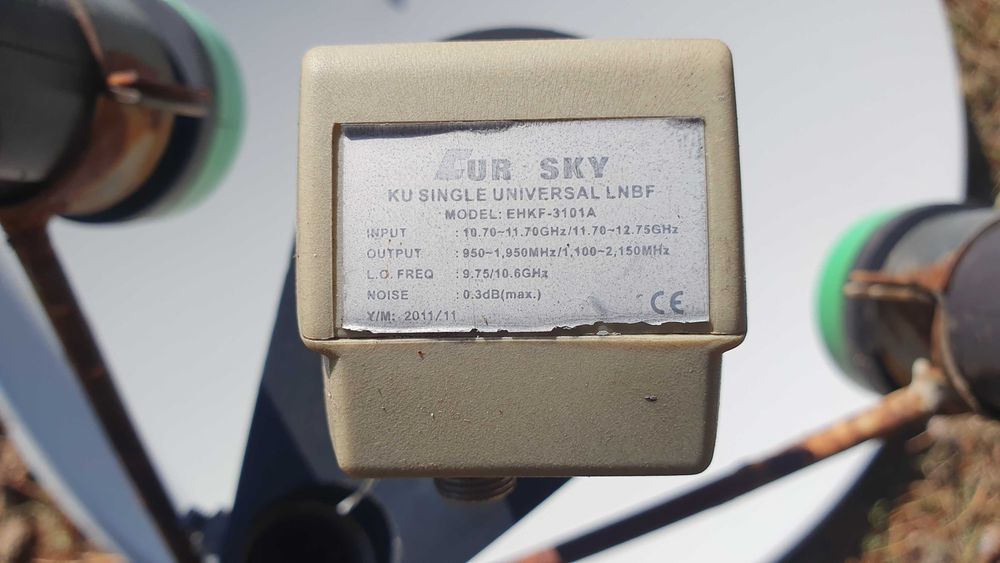 EUR SKY
KU SINGLE UNIVERSAL LNBF
MODEL: EHKF-3101A
INPUT : 10.70~11.70GHz/11.70~12.75GHz
OUTPUT : 950~1,950MHz/1,100~2,150MHz
L.O. FREQ : 9.75/10.6GHz
NOISE : 0.3dB(max.)
Y/M: 2011/11
CE